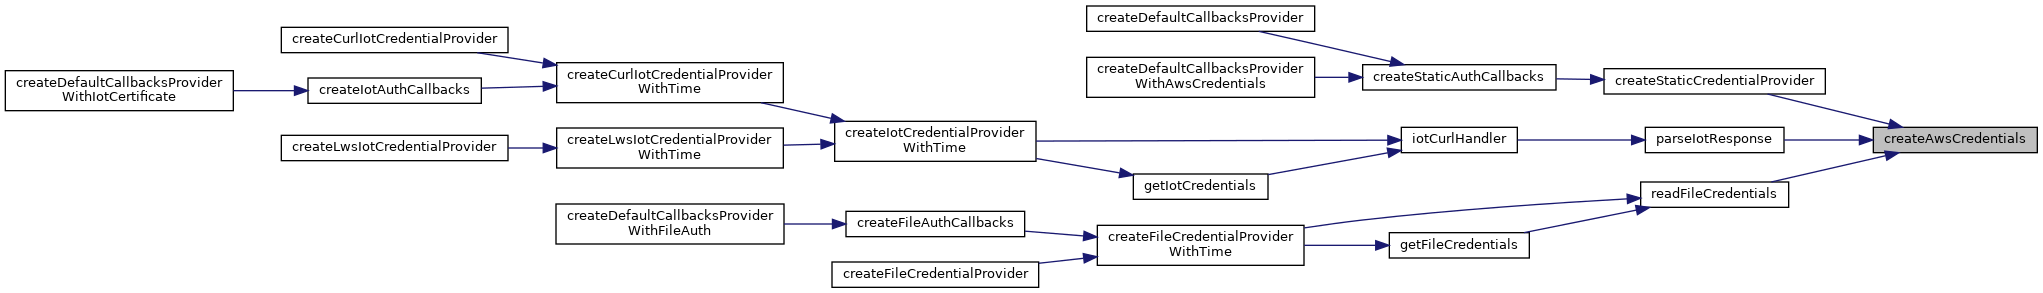 createDefaultCallbacksProvider
WithIotCertificate
createCurlIotCredentialProvider
createIotAuthCallbacks
createLwsIotCredentialProvider
createCurlIotCredentialProvider
WithTime
createLwsIotCredentialProvider
WithTime
createDefaultCallbacksProvider
WithFileAuth
createIotCredentialProvider
WithTime
createFileAuthCallbacks
createFileCredentialProvider
createDefaultCallbacksProvider
createDefaultCallbacksProvider
WithAwsCredentials
getIotCredentials
createFileCredentialProvider
WithTime
createStaticAuthCallbacks
iotCurlHandler
getFileCredentials
createStaticCredentialProvider
parseIotResponse
readFileCredentials
createAwsCredentials